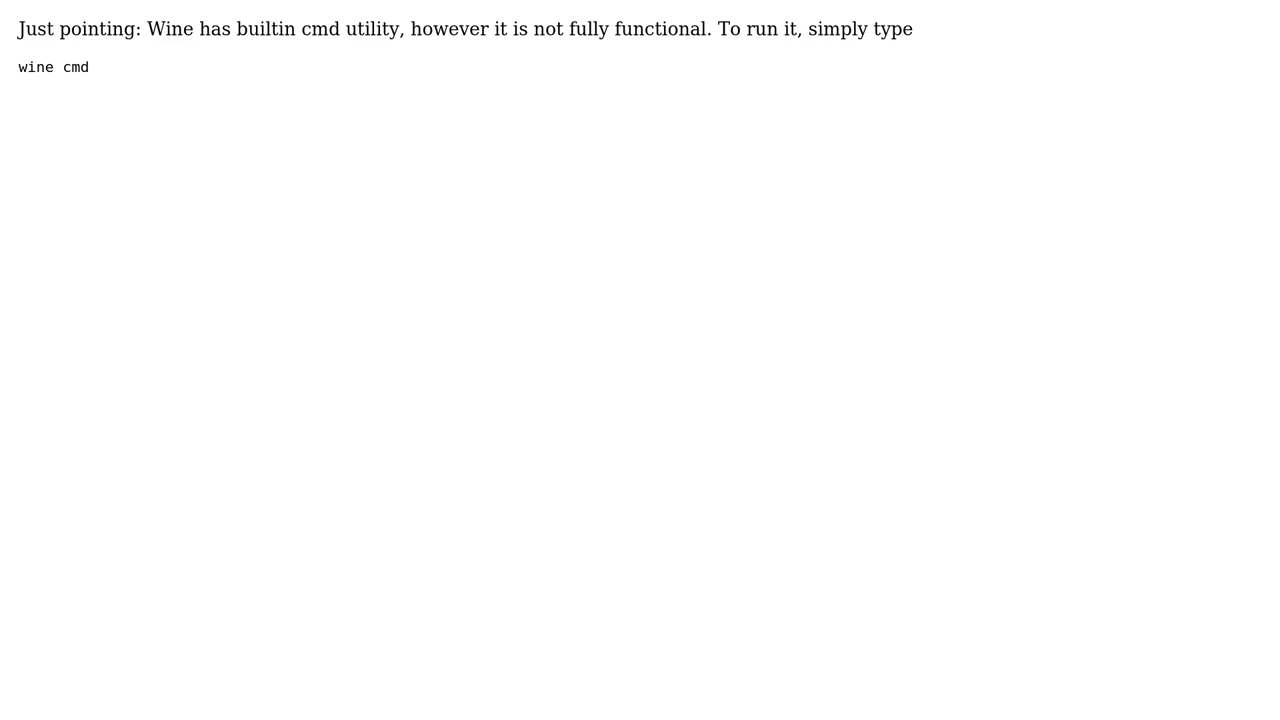 Just pointing: Wine has builtin cmd utility, however it is not fully functional. To run it, simply type
wine cmd